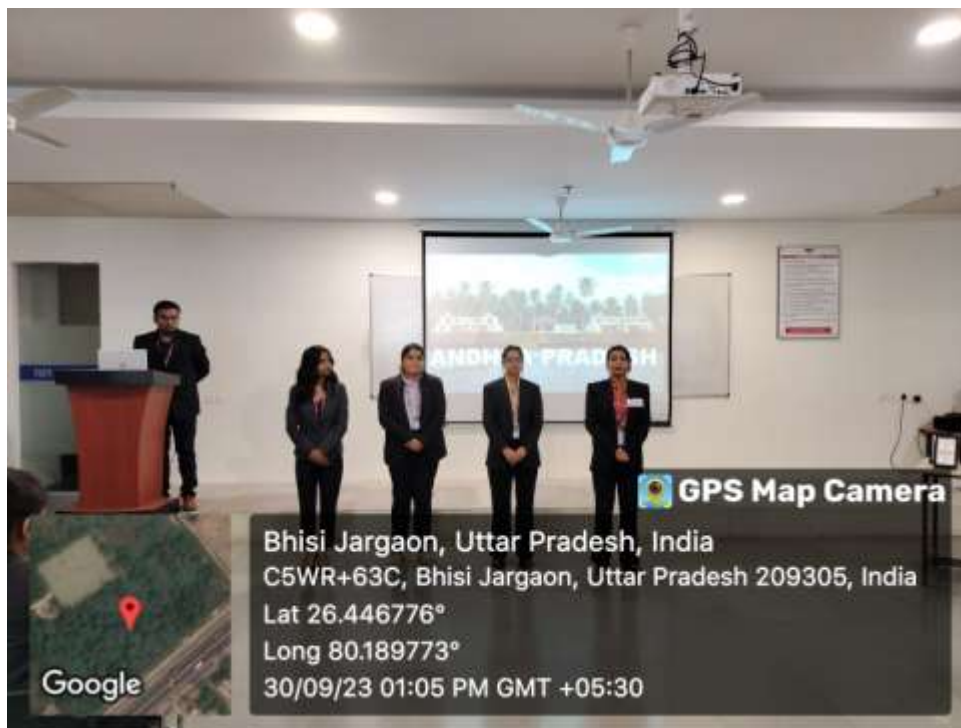 ANDHRA PRADESH
GPS Map Camera
Bhisi Jargaon, Uttar Pradesh, India
C5WR+63C, Bhisi Jargaon, Uttar Pradesh 209305, India
Lat 26.446776°
Long 80.189773°
30/09/23 01:05 PM GMT +05:30
Google